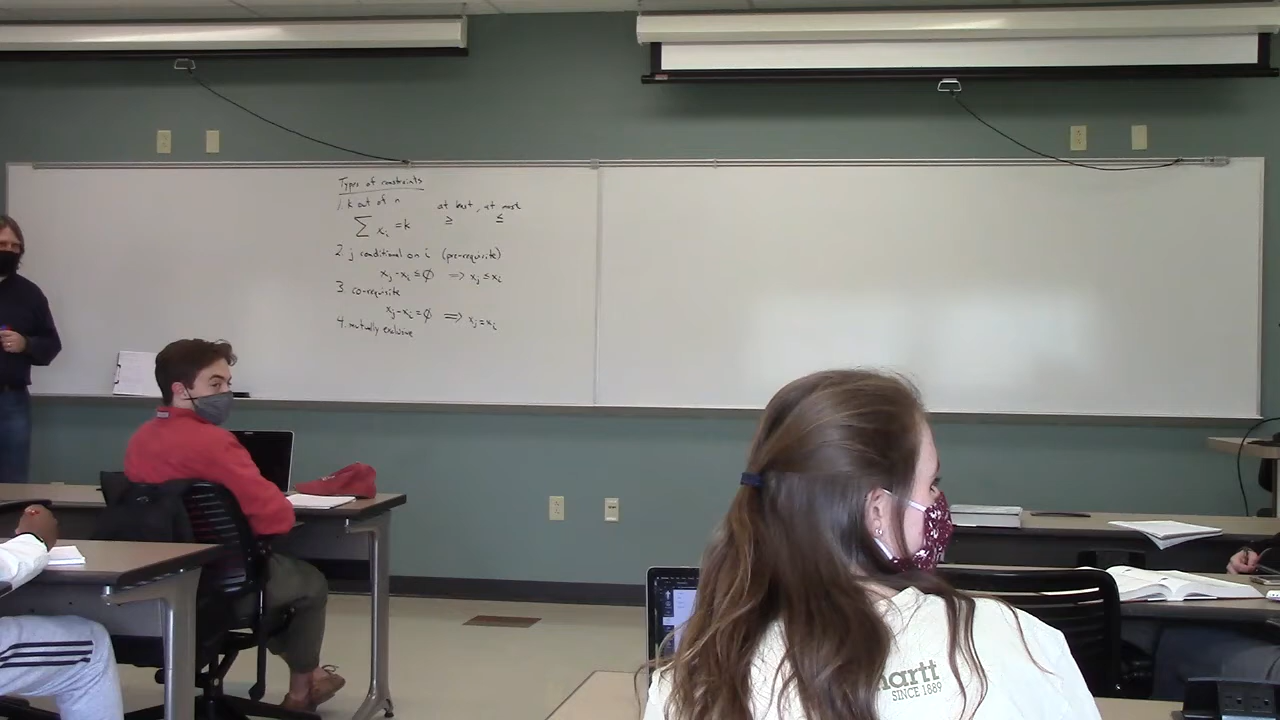 Types of constraints
1. k out of n at least, at most
∑ xᵢ = k ≥ ≤
2. j conditional on i (pre-requisite)
xⱼ - xᵢ ≤ ∅ ⟹ xⱼ ≤ xᵢ
3. co-requisite
xⱼ - xᵢ = ∅ ⟹ xⱼ = xᵢ
4. mutually exclusive
hartt
SINCE 1889